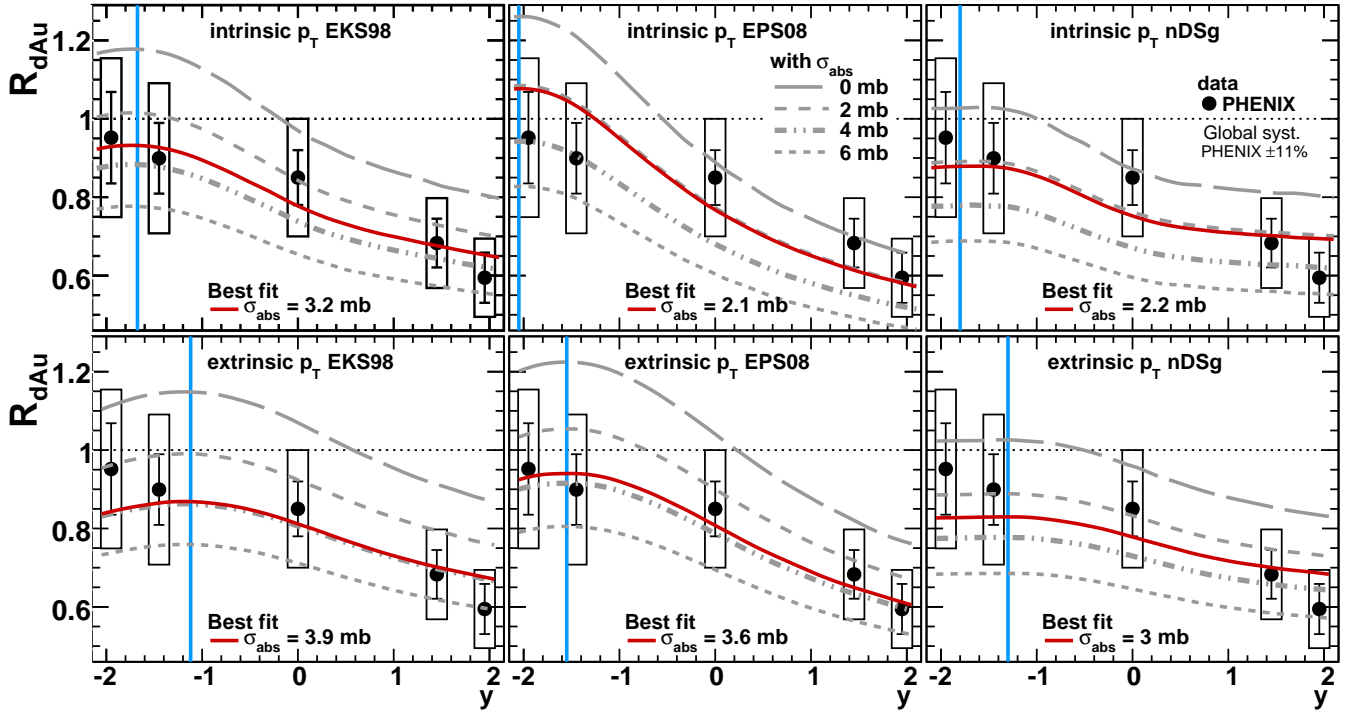 intrinsic p_T EKS98
intrinsic p_T EPS08
intrinsic p_T nDSg
R_dAu
1.2
1
0.8
0.6
with σ_abs
0 mb
2 mb
4 mb
6 mb
data
PHENIX
Global syst.
PHENIX ±11%
Best fit
σ_abs = 3.2 mb
Best fit
σ_abs = 2.1 mb
Best fit
σ_abs = 2.2 mb
extrinsic p_T EKS98
extrinsic p_T EPS08
extrinsic p_T nDSg
R_dAu
1.2
1
0.8
0.6
Best fit
σ_abs = 3.9 mb
Best fit
σ_abs = 3.6 mb
Best fit
σ_abs = 3 mb
-2 -1 0 1 2
-2 -1 0 1 2
-2 -1 0 1 2
y
y
y